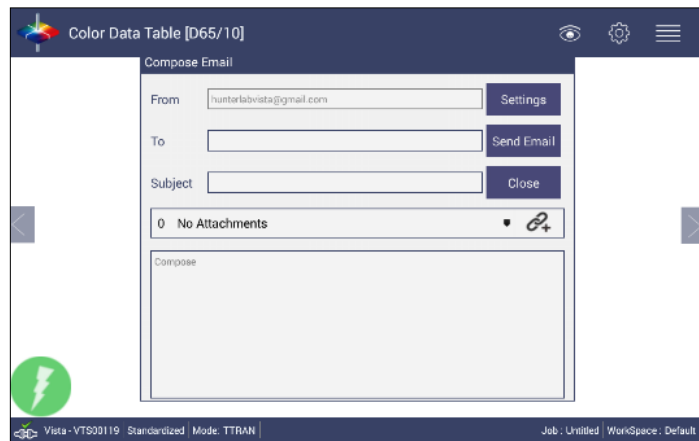 Color Data Table [D65/10]
Compose Email
From hunterlabvista@gmail.com Settings
To Send Email
Subject Close
0 No Attachments
Compose
Vista - VTS00119 Standardized Mode: TTRAN Job : Untitled WorkSpace : Default